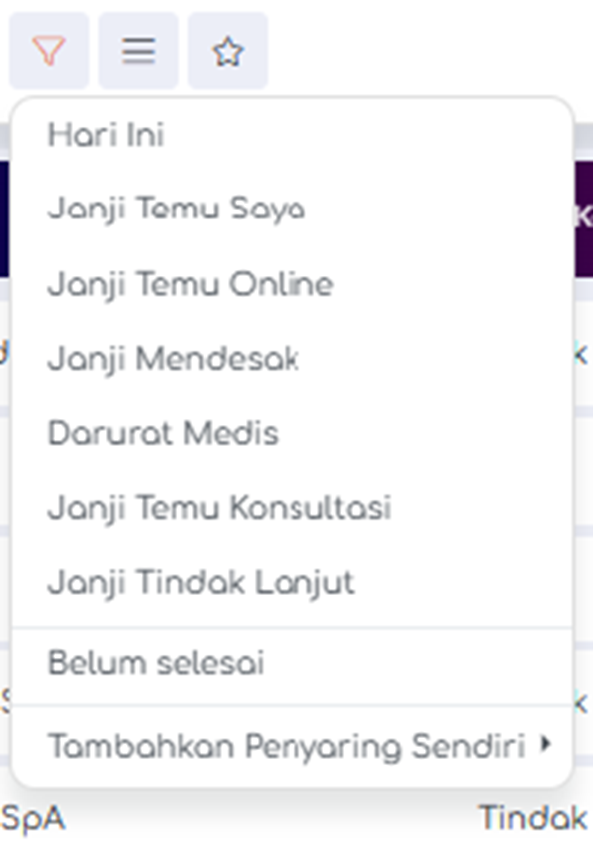 Hari Ini
Janji Temu Saya
Janji Temu Online
Janji Mendesak
Darurat Medis
Janji Temu Konsultasi
Janji Tindak Lanjut
Belum selesai
Tambahkan Penyaring Sendiri
SpA
Tindak